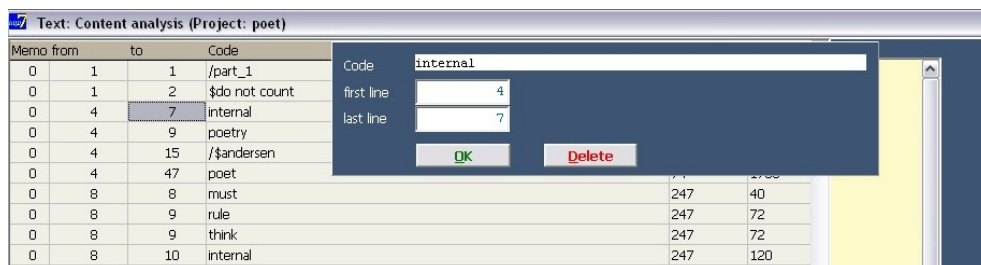 Text: Content analysis (Project: poet)
Memo from to Code
0 1 1 /part_1
0 1 2 $do not count
0 4 7 internal
0 4 9 poetry
0 4 15 /$andersen
0 4 47 poet
0 8 8 must 247 40
0 8 9 rule 247 72
0 8 9 think 247 72
0 8 10 internal 247 120
Code internal
first line 4
last line 7
OK Delete